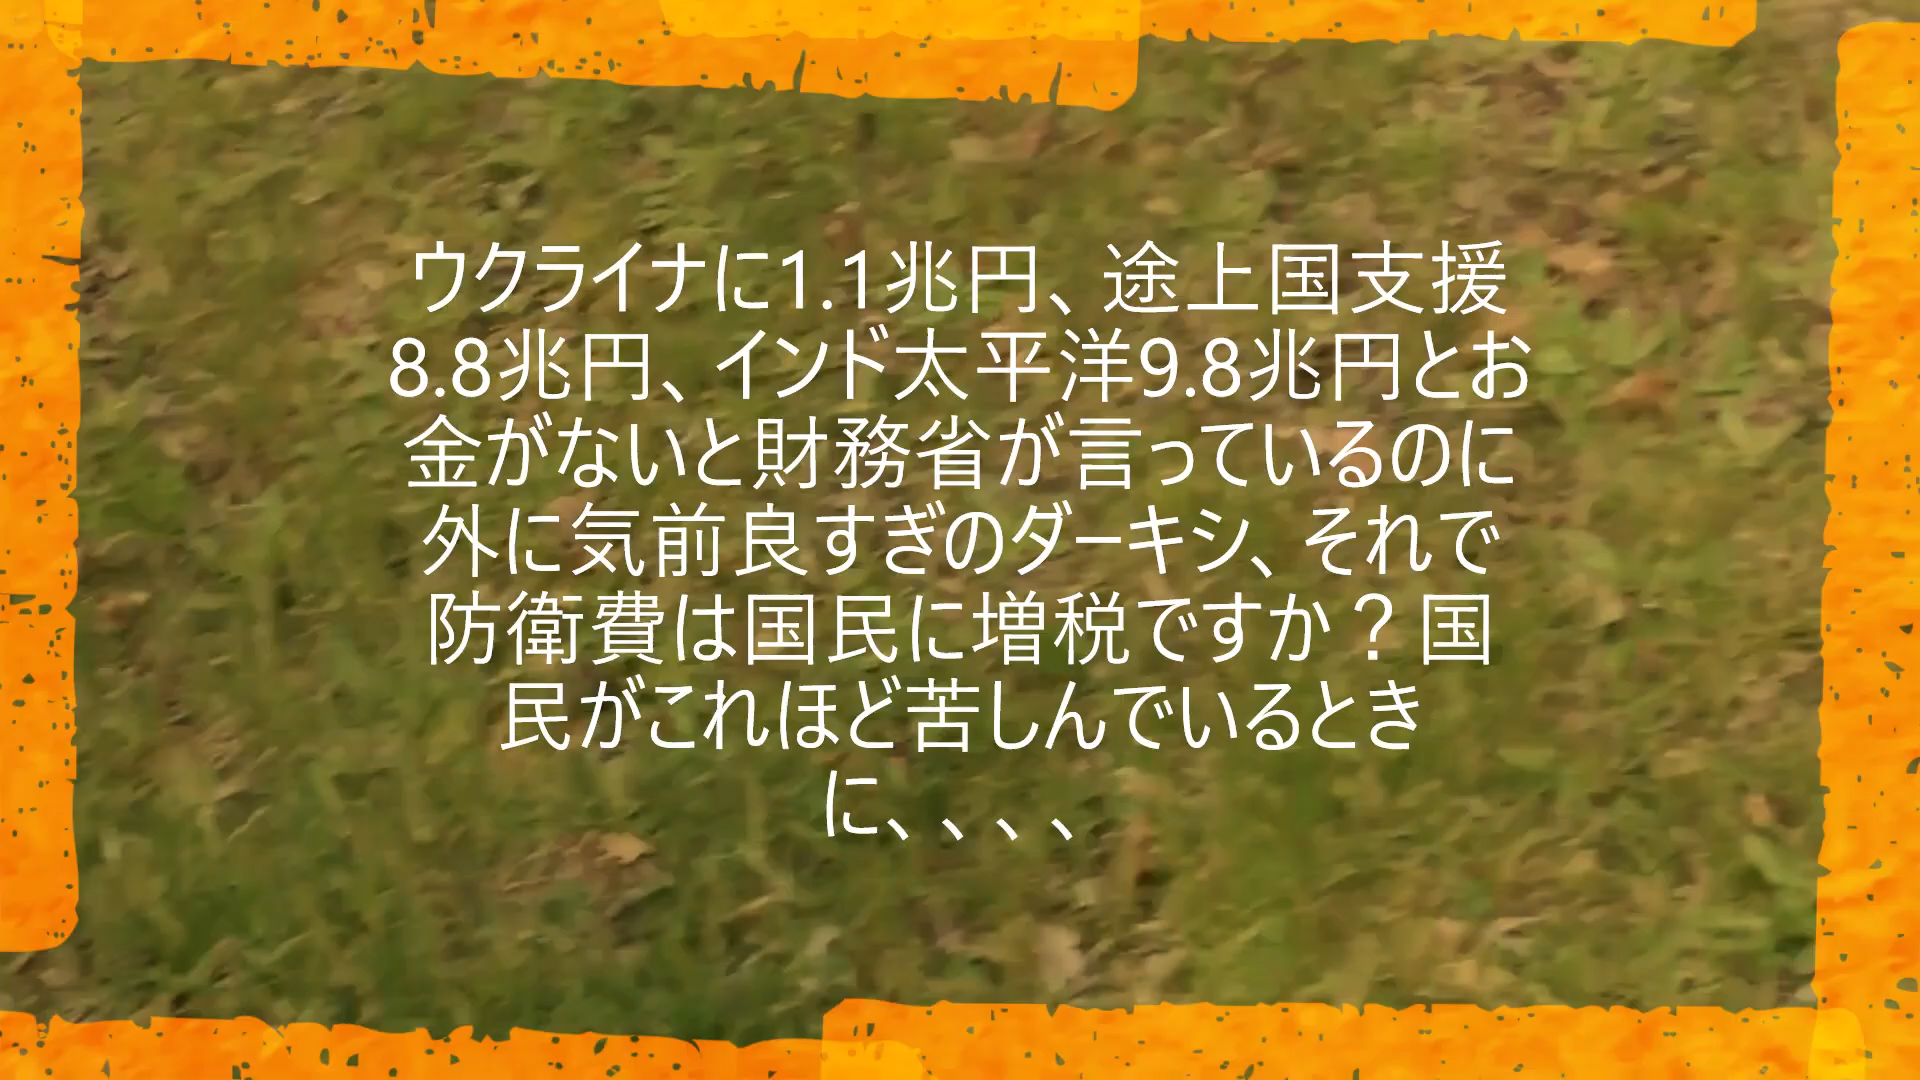 ウクライナに1.1兆円、途上国支援
8.8兆円、インド太平洋9.8兆円とお
金がないと財務省が言っているのに
外に気前良すぎのダーキシ、それで
防衛費は国民に増税ですか？国
民がこれほど苦しんでいるとき
に、、、、